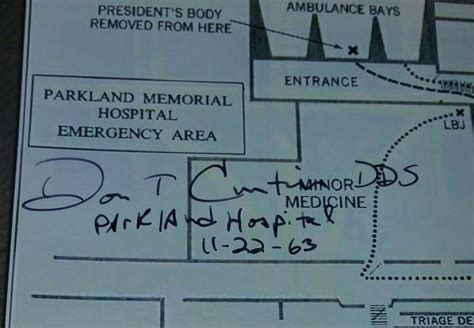 PRESIDENT'S BODY
REMOVED FROM HERE
AMBULANCE BAYS
ENTRANCE
PARKLAND MEMORIAL
HOSPITAL
EMERGENCY AREA
LBJ
Don T Curtis DDS
MINOR
MEDICINE
Parkland Hospital
11-22-63
TRIAGE DE